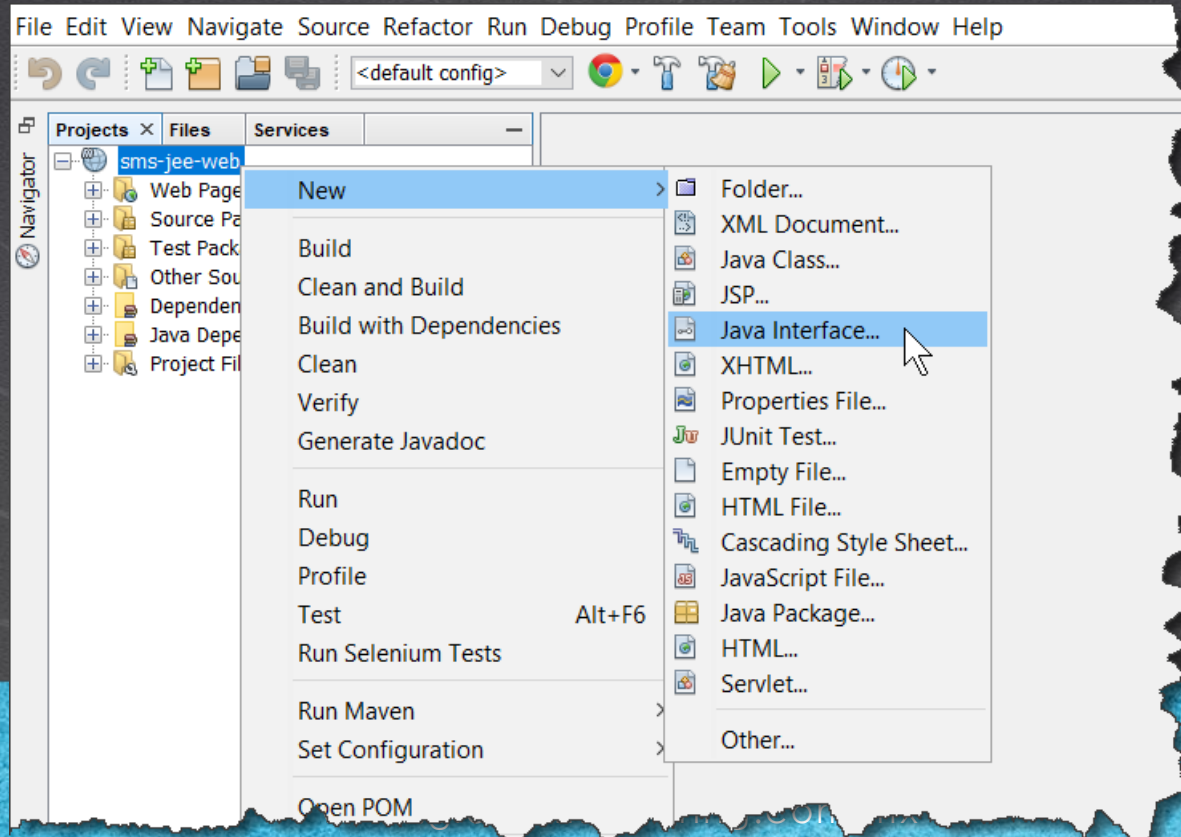 File Edit View Navigate Source Refactor Run Debug Profile Team Tools Window Help
<default config>
Projects Files Services
Navigator
sms-jee-web
Web Page
Source Pa
Test Pack
Other Sou
Dependen
Java Depe
Project Fil
New
Build
Clean and Build
Build with Dependencies
Clean
Verify
Generate Javadoc
Run
Debug
Profile
Test Alt+F6
Run Selenium Tests
Run Maven
Set Configuration
Open POM
Folder...
XML Document...
Java Class...
JSP...
Java Interface...
XHTML...
Properties File...
JUnit Test...
Empty File...
HTML File...
Cascading Style Sheet...
JavaScript File...
Java Package...
HTML...
Servlet...
Other...